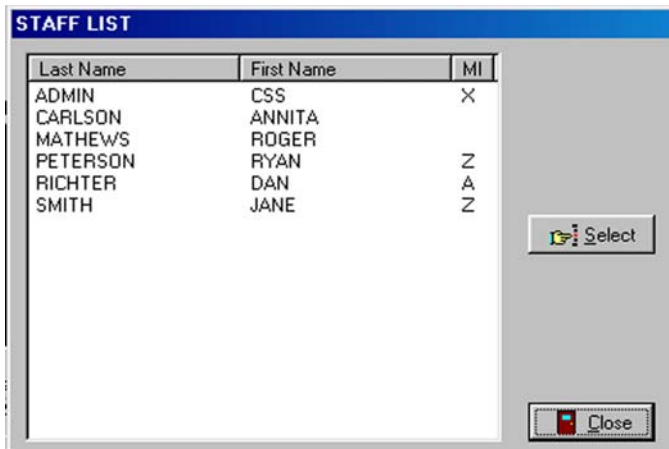 STAFF LIST
Last Name First Name MI
ADMIN CSS X
CARLSON ANNITA
MATHEWS ROGER
PETERSON RYAN Z
RICHTER DAN A
SMITH JANE Z
Select
Close